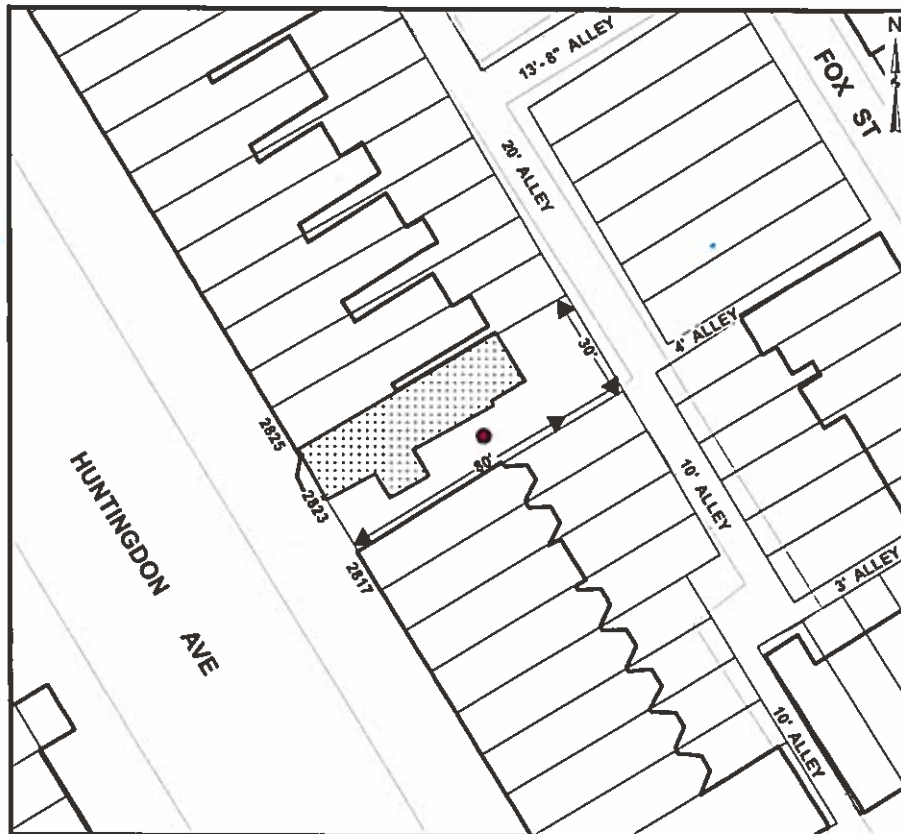 N
13'-8" ALLEY
FOX ST
20' ALLEY
4' ALLEY
30'
2825
80'
2823
10' ALLEY
HUNTINGDON AVE
2817
3' ALLEY
10' ALLEY